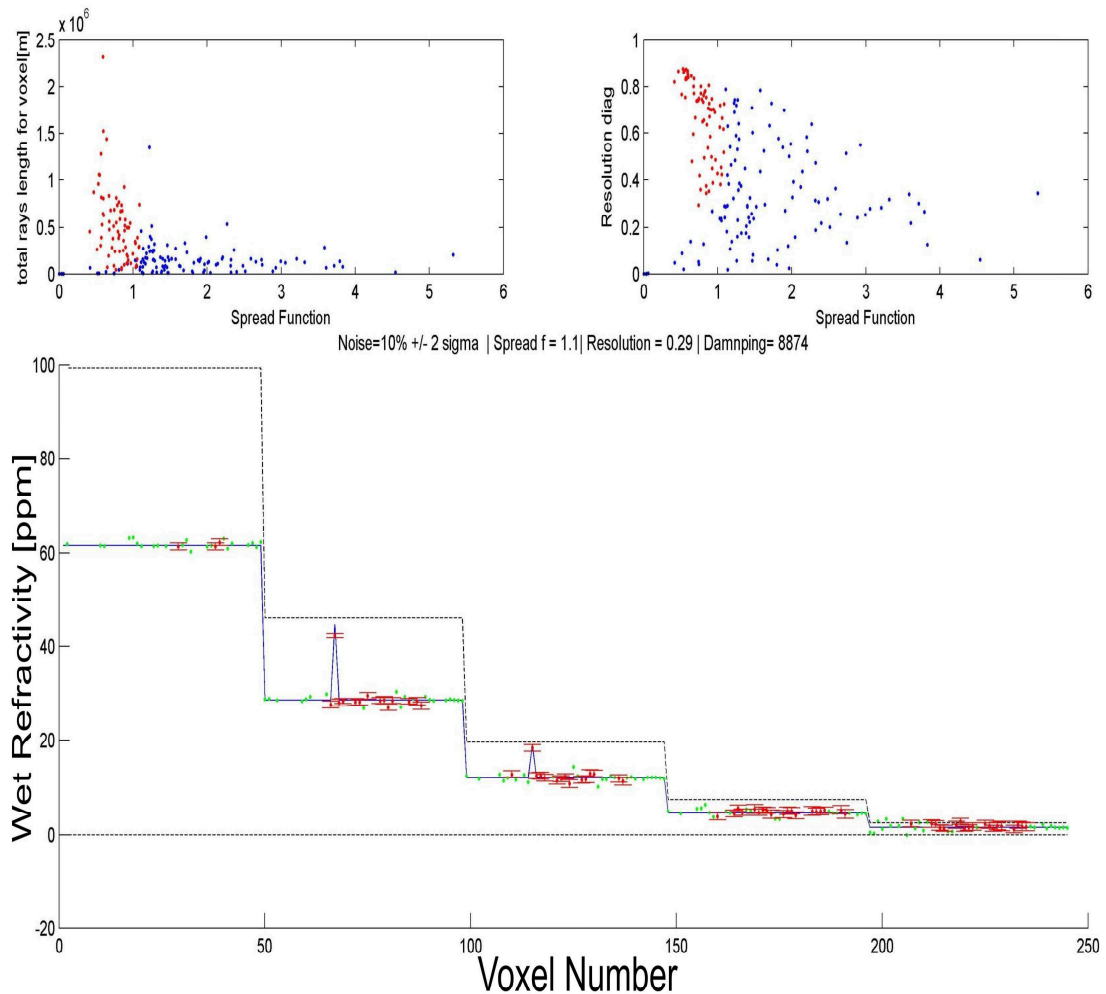 x 10^6
2.5
2
1.5
1
0.5
0
total rays length for voxel[m]
0 1 2 3 4 5 6
Spread Function
1
0.8
0.6
0.4
0.2
0
Resolution diag
0 1 2 3 4 5 6
Spread Function
Noise=10% +/- 2 sigma | Spread f = 1.1| Resolution = 0.29 | Damnping= 8874
100
80
60
40
20
0
-20
Wet Refractivity [ppm]
0 50 100 150 200 250
Voxel Number